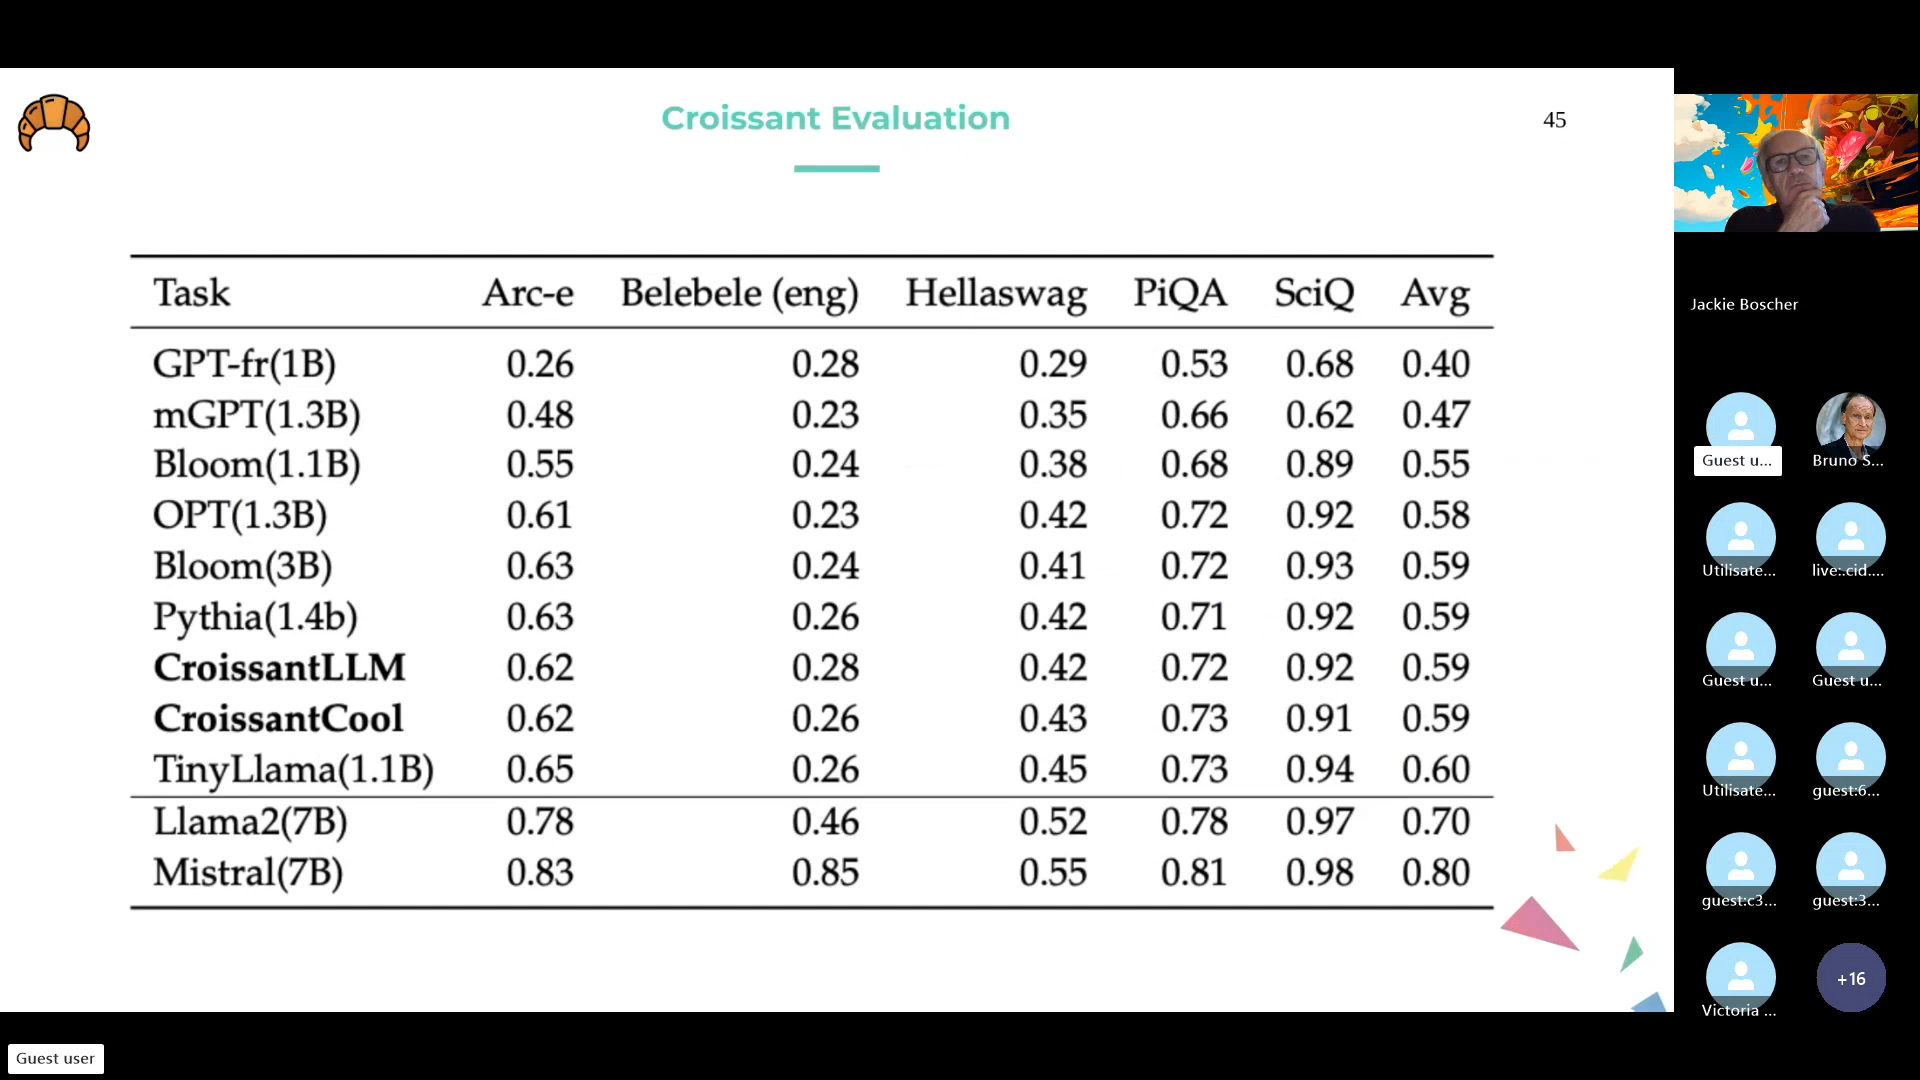 Croissant Evaluation
45
Task Arc-e Belebele (eng) Hellaswag PiQA SciQ Avg
GPT-fr(1B) 0.26 0.28 0.29 0.53 0.68 0.40
mGPT(1.3B) 0.48 0.23 0.35 0.66 0.62 0.47
Bloom(1.1B) 0.55 0.24 0.38 0.68 0.89 0.55
OPT(1.3B) 0.61 0.23 0.42 0.72 0.92 0.58
Bloom(3B) 0.63 0.24 0.41 0.72 0.93 0.59
Pythia(1.4b) 0.63 0.26 0.42 0.71 0.92 0.59
CroissantLLM 0.62 0.28 0.42 0.72 0.92 0.59
CroissantCool 0.62 0.26 0.43 0.73 0.91 0.59
TinyLlama(1.1B) 0.65 0.26 0.45 0.73 0.94 0.60
Llama2(7B) 0.78 0.46 0.52 0.78 0.97 0.70
Mistral(7B) 0.83 0.85 0.55 0.81 0.98 0.80
Jackie Boscher
Guest u... Bruno S...
Utilisate... live:.cid....
Guest u... Guest u...
Utilisate... guest:6...
guest:c3... guest:3...
Victoria ... +16
Guest user